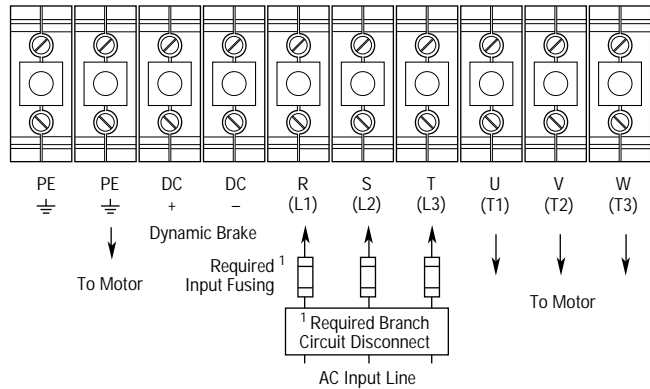 PE PE DC DC R S T U V W
+ – (L1) (L2) (L3) (T1) (T2) (T3)
Dynamic Brake
To Motor
Required 1
Input Fusing
To Motor
1 Required Branch
Circuit Disconnect
AC Input Line